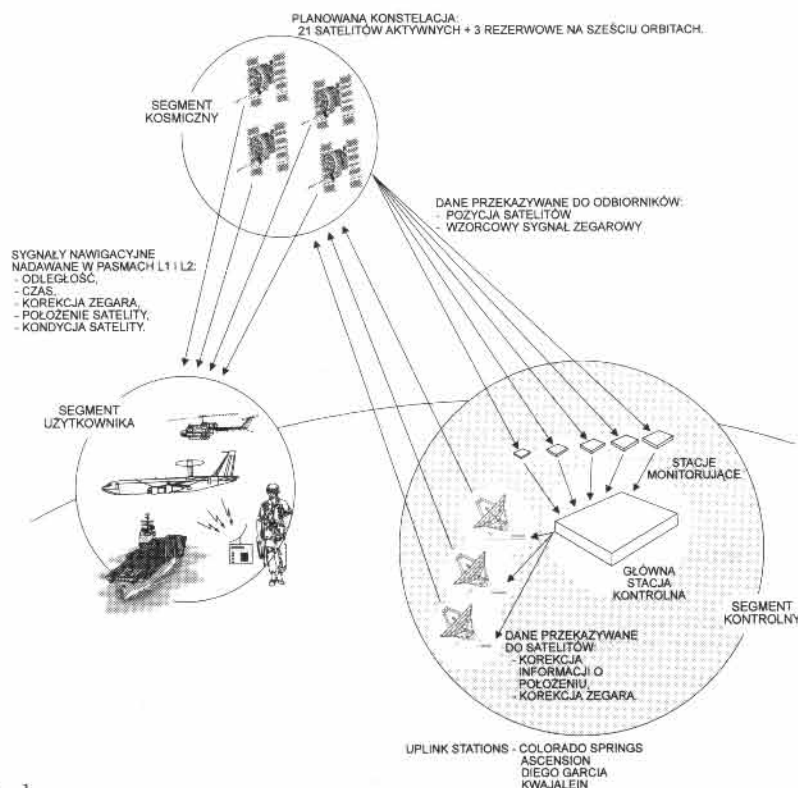 PLANOWANA KONSTELACJA:
21 SATELITÓW AKTYWNYCH + 3 REZERWOWE NA SZEŚCIU ORBITACH.
SEGMENT
KOSMICZNY
DANE PRZEKAZYWANE DO ODBIORNIKÓW:
- POZYCJA SATELITÓW
- WZORCOWY SYGNAŁ ZEGAROWY
SYGNAŁY NAWIGACYJNE
NADAWANE W PASMACH L1 I L2:
- ODLEGŁOŚĆ,
- CZAS,
- KOREKCJA ZEGARA,
- POŁOŻENIE SATELITY,
- KONDYCJA SATELITY.
SEGMENT
UŻYTKOWNIKA
STACJE
MONITORUJĄCE
GŁÓWNA
STACJA
KONTROLNA
SEGMENT
KONTROLNY
DANE PRZEKAZYWANE
DO SATELITÓW:
- KOREKCJA
INFORMACJI O
POŁOŻENIU,
- KOREKCJA ZEGARA.
UPLINK STATIONS - COLORADO SPRINGS
ASCENSION
DIEGO GARCIA
KWAJALEIN